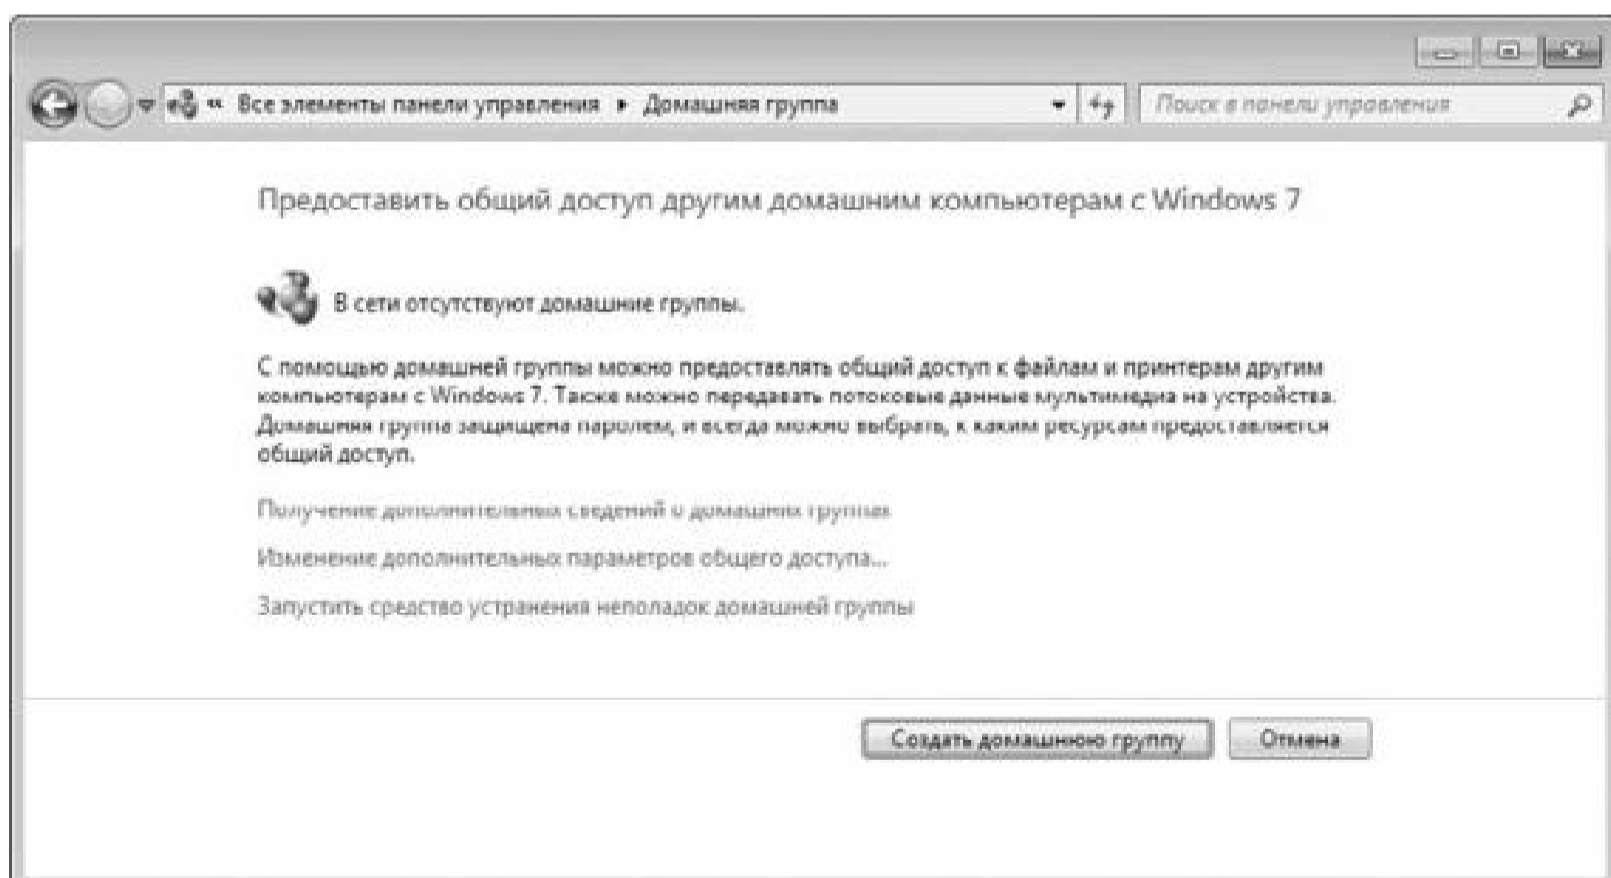 « Все элементы панели управления ▸ Домашняя группа
Поиск в панели управления
Предоставить общий доступ другим домашним компьютерам с Windows 7
В сети отсутствуют домашние группы.
С помощью домашней группы можно предоставлять общий доступ к файлам и принтерам другим
компьютерам с Windows 7. Также можно передавать потоковые данные мультимедиа на устройства.
Домашняя группа защищена паролем, и всегда можно выбрать, к каким ресурсам предоставляется
общий доступ.
Получение дополнительных сведений о домашних группах
Изменение дополнительных параметров общего доступа...
Запустить средство устранения неполадок домашней группы
Создать домашнюю группу
Отмена